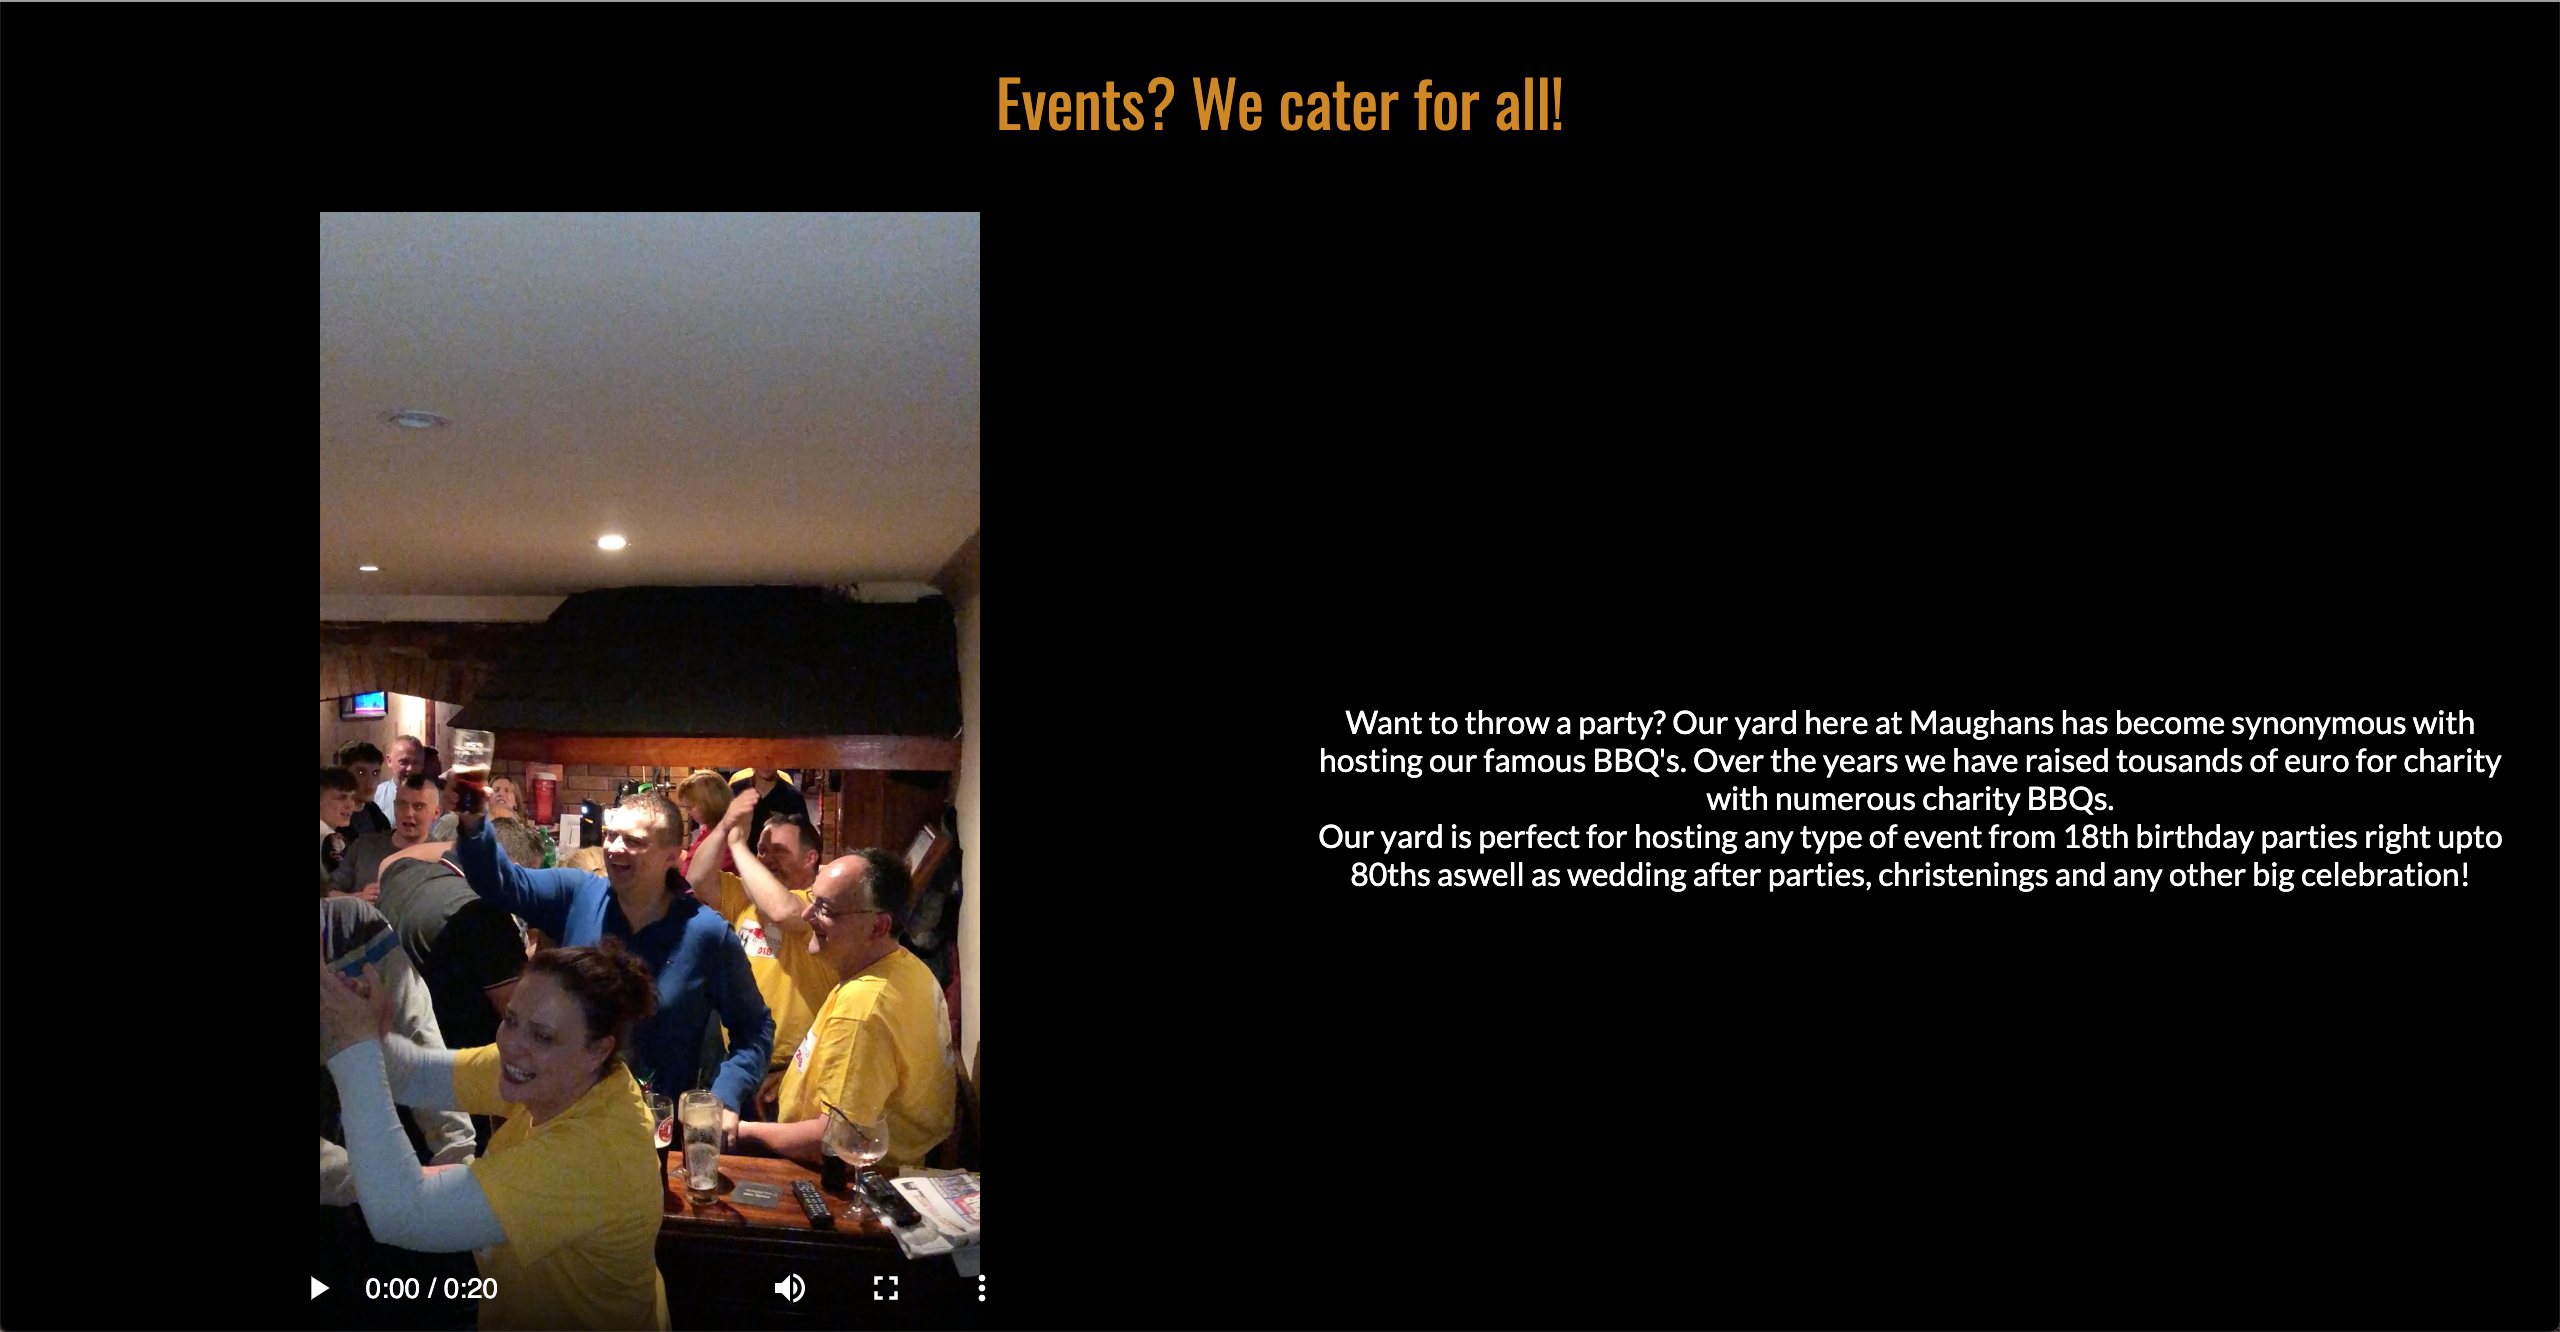 Events? We cater for all!
Want to throw a party? Our yard here at Maughans has become synonymous with
hosting our famous BBQ's. Over the years we have raised tousands of euro for charity
with numerous charity BBQs.
Our yard is perfect for hosting any type of event from 18th birthday parties right upto
80ths aswell as wedding after parties, christenings and any other big celebration!
0:00 / 0:20